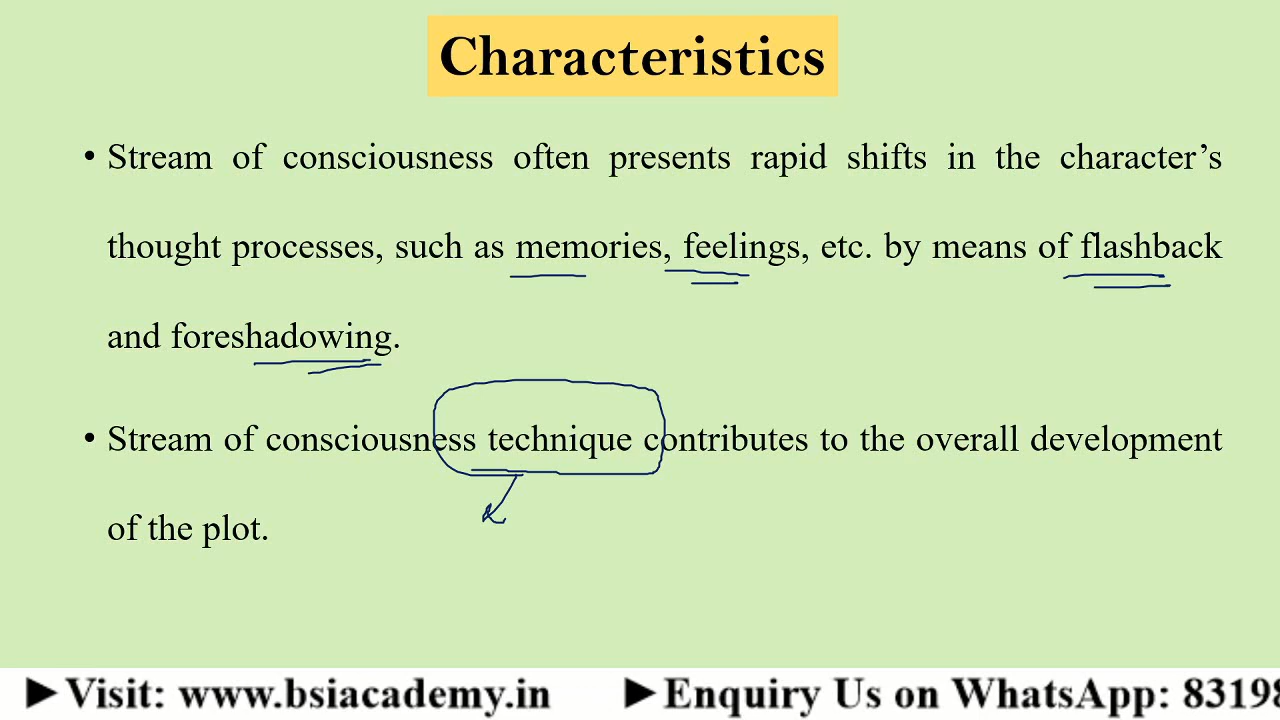 Characteristics
• Stream of consciousness often presents rapid shifts in the character’s
thought processes, such as memories, feelings, etc. by means of flashback
and foreshadowing.
• Stream of consciousness technique contributes to the overall development
of the plot.
►Visit: www.bsiacademy.in ►Enquiry Us on WhatsApp: 8319